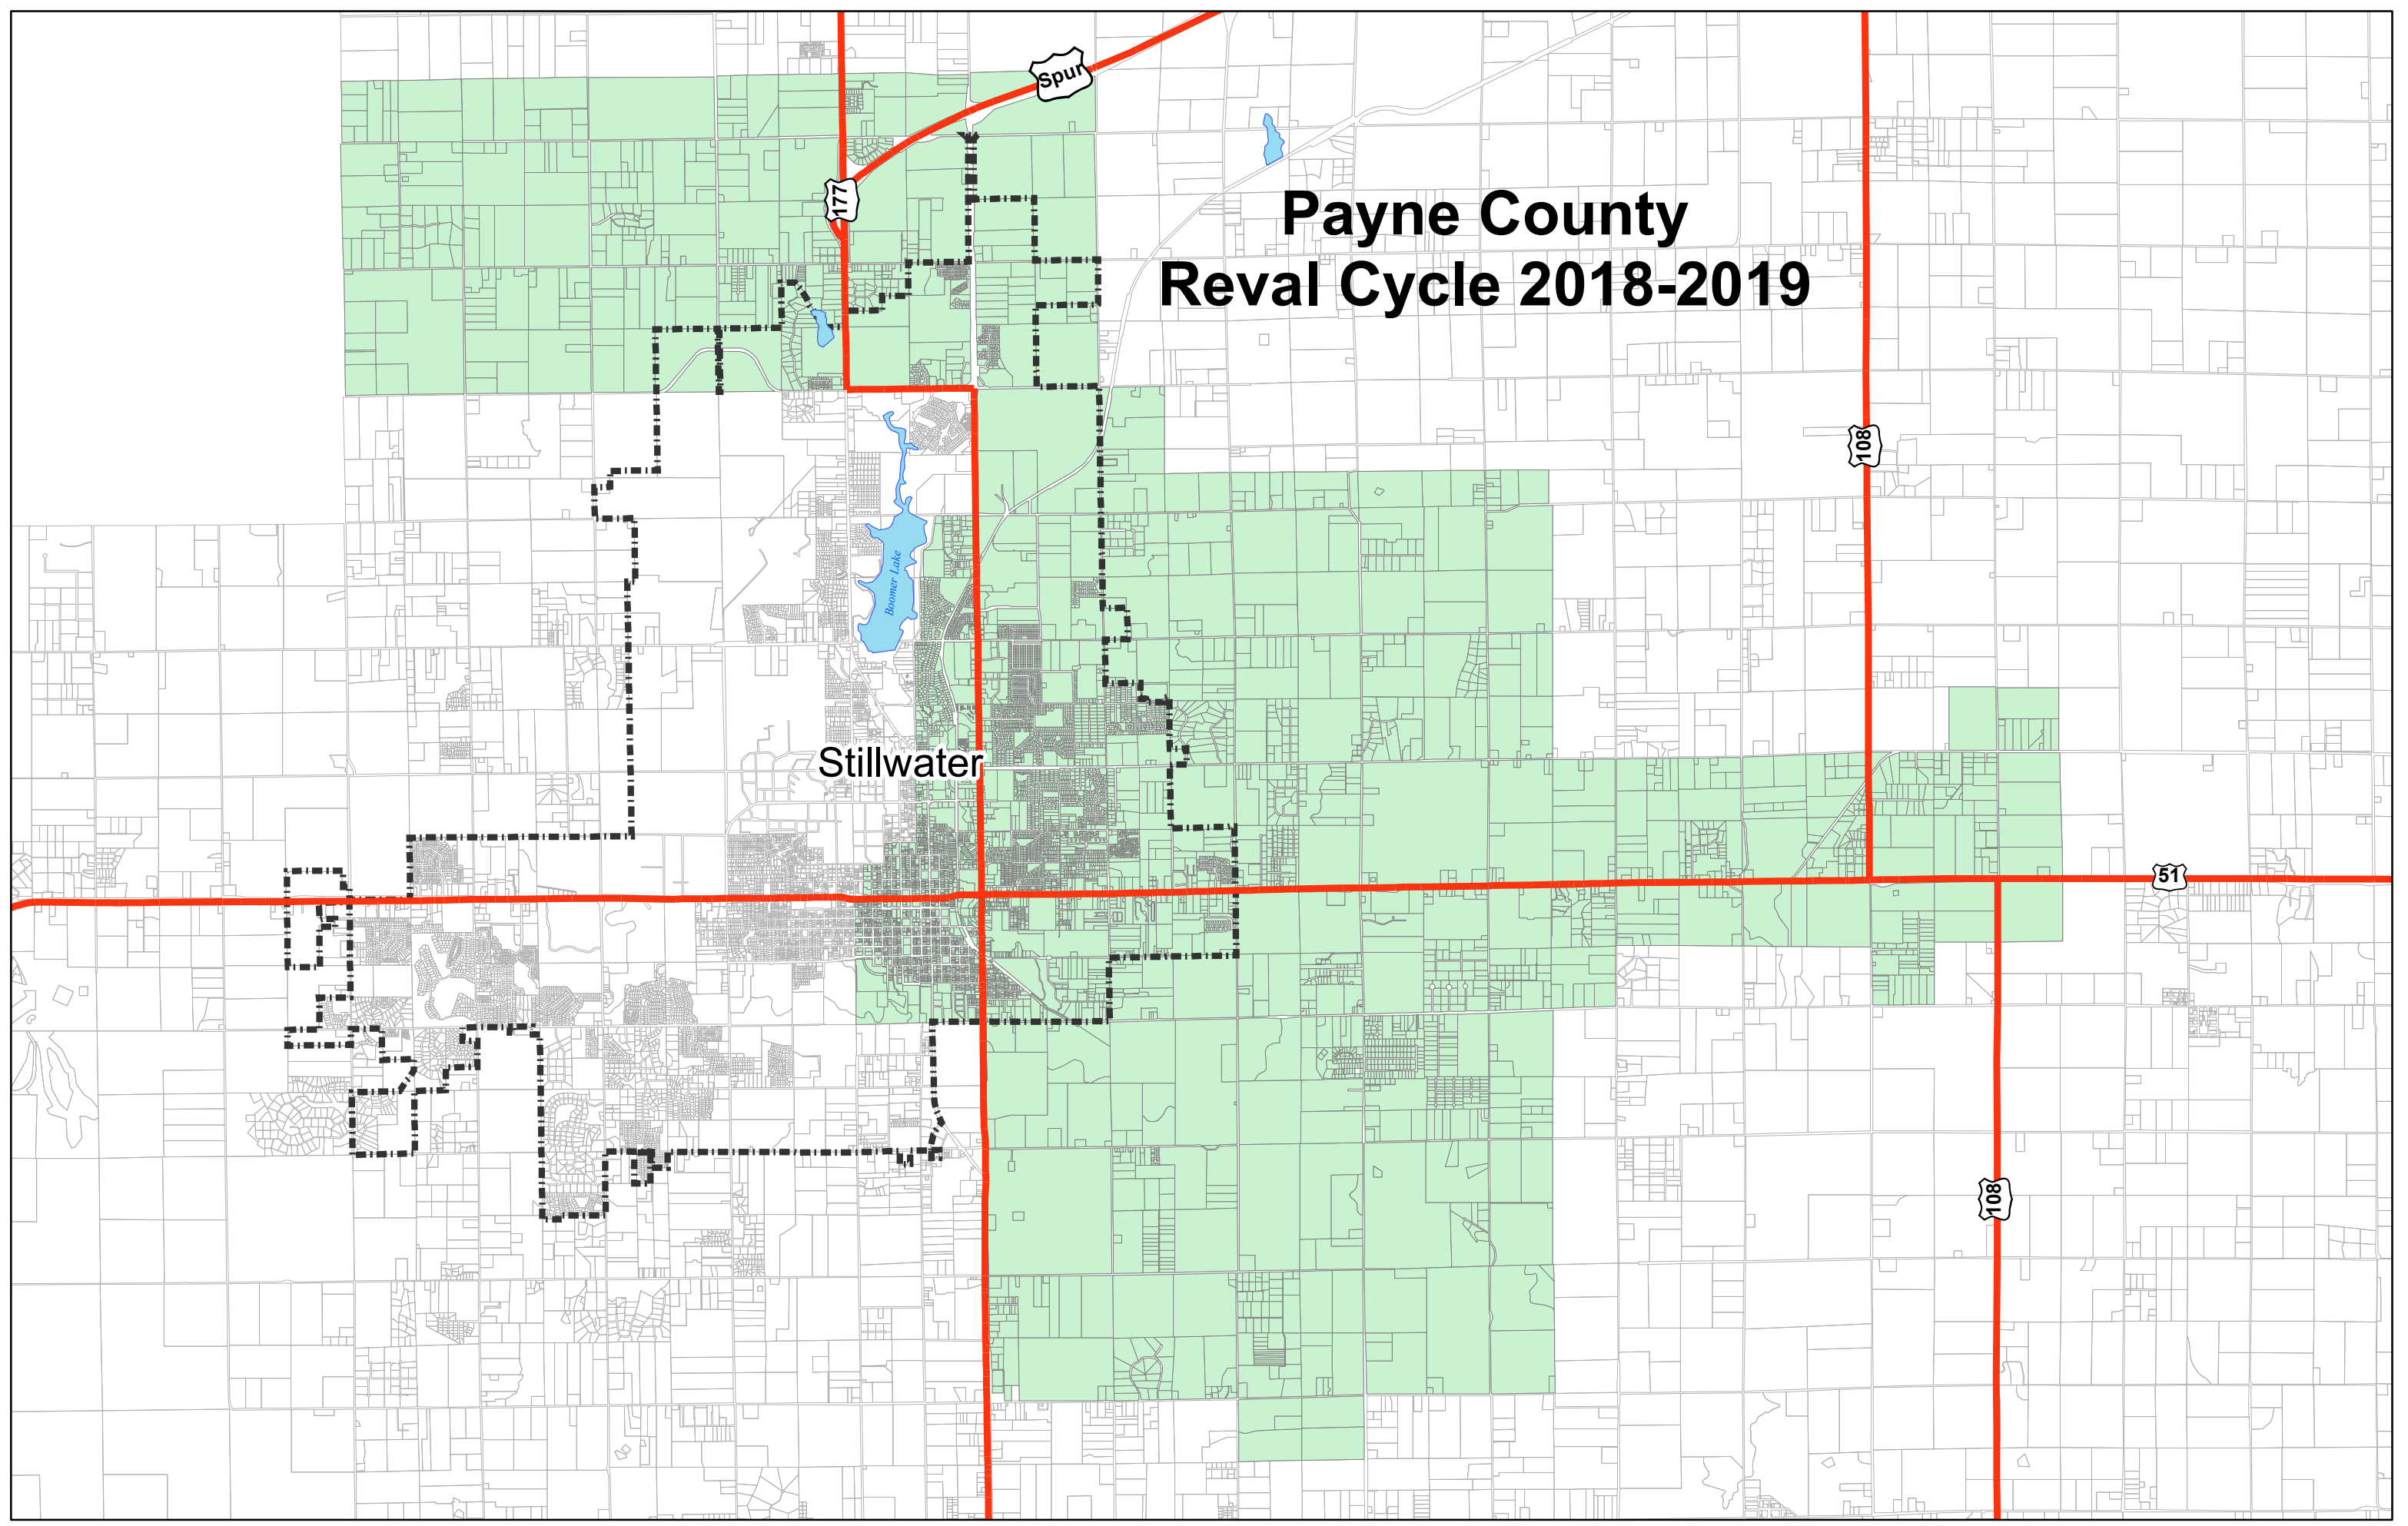 Spur
177
Payne County
Reval Cycle 2018-2019
108
Boomer Lake
Stillwater
51
108